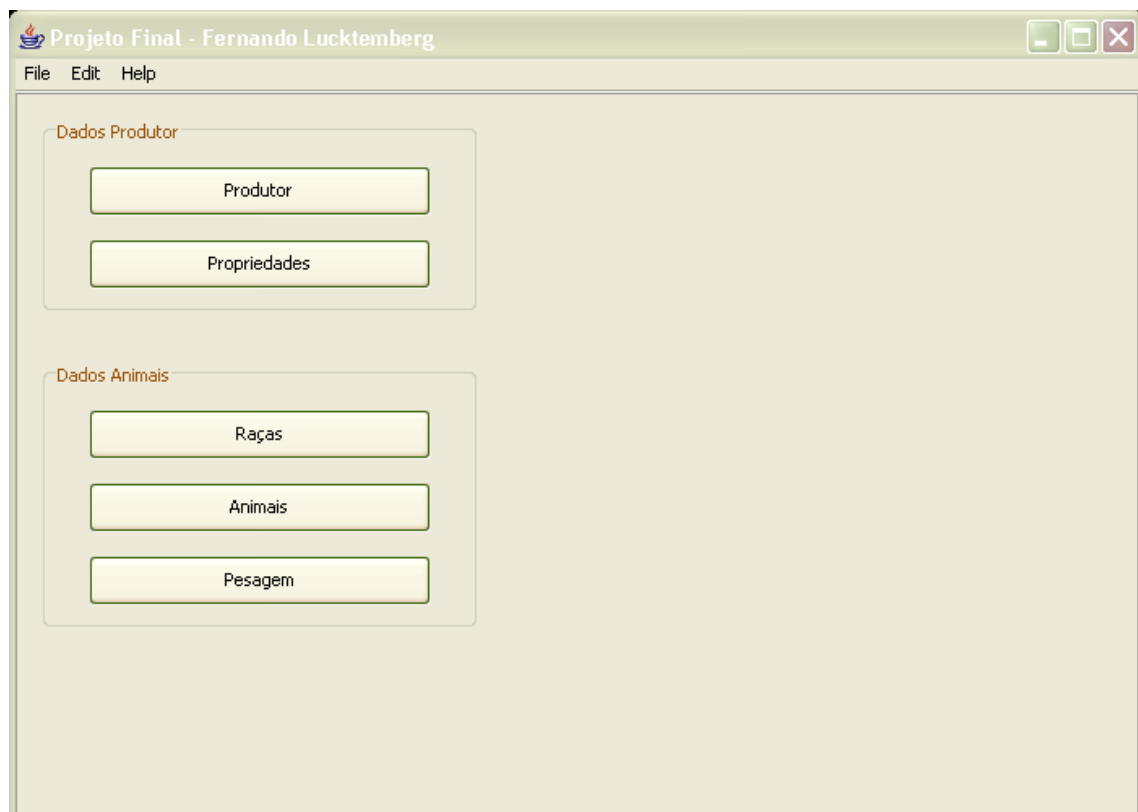 Projeto Final - Fernando Lucktemberg
File Edit Help
Dados Produtor
Produtor
Propriedades
Dados Animais
Raças
Animais
Pesagem